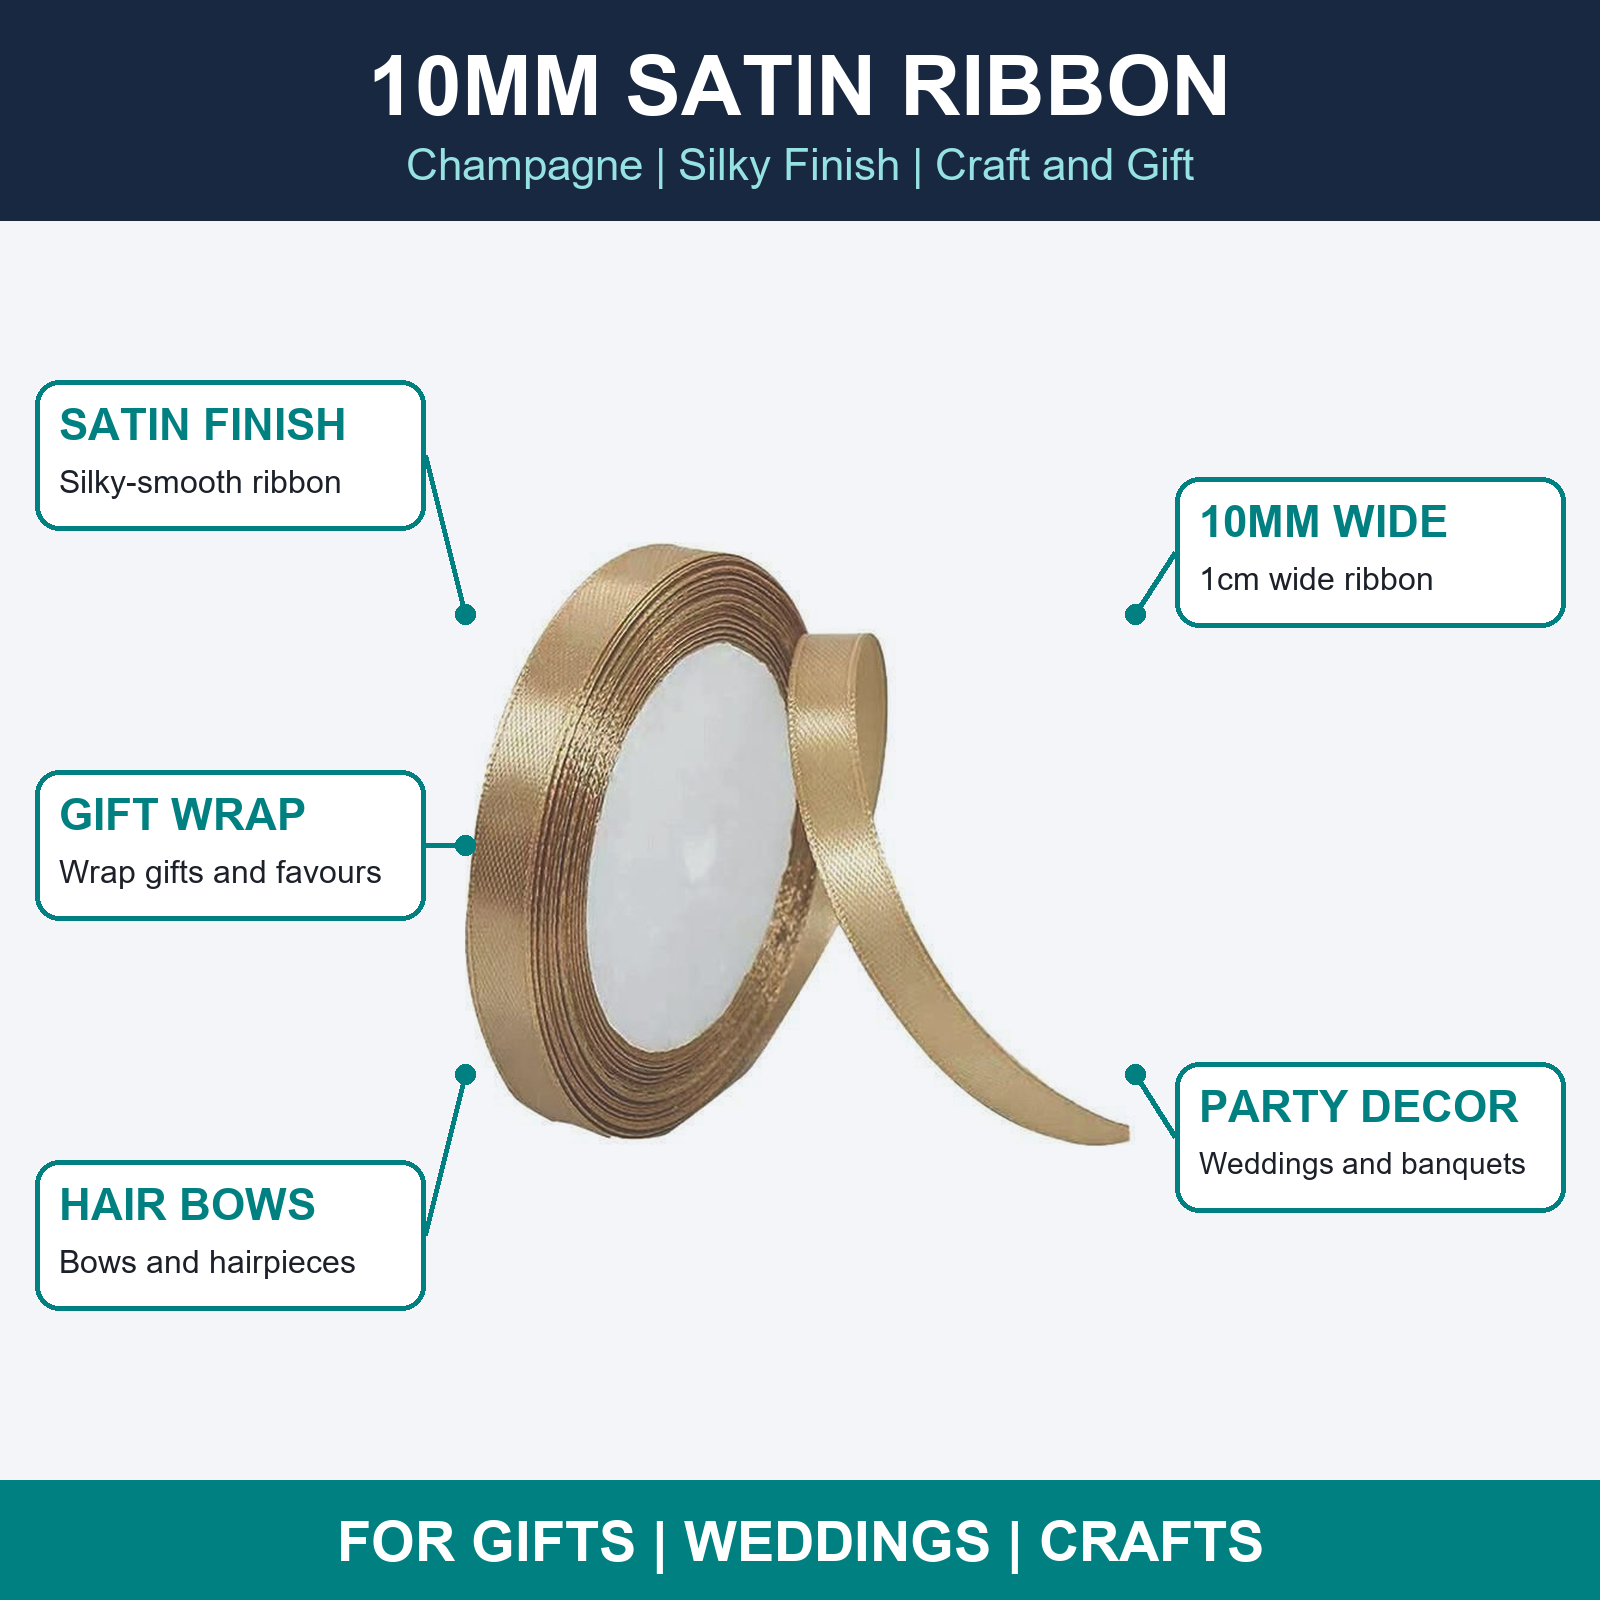 10MM SATIN RIBBON
Champagne | Silky Finish | Craft and Gift
SATIN FINISH
Silky-smooth ribbon
10MM WIDE
1cm wide ribbon
GIFT WRAP
Wrap gifts and favours
PARTY DECOR
Weddings and banquets
HAIR BOWS
Bows and hairpieces
FOR GIFTS | WEDDINGS | CRAFTS